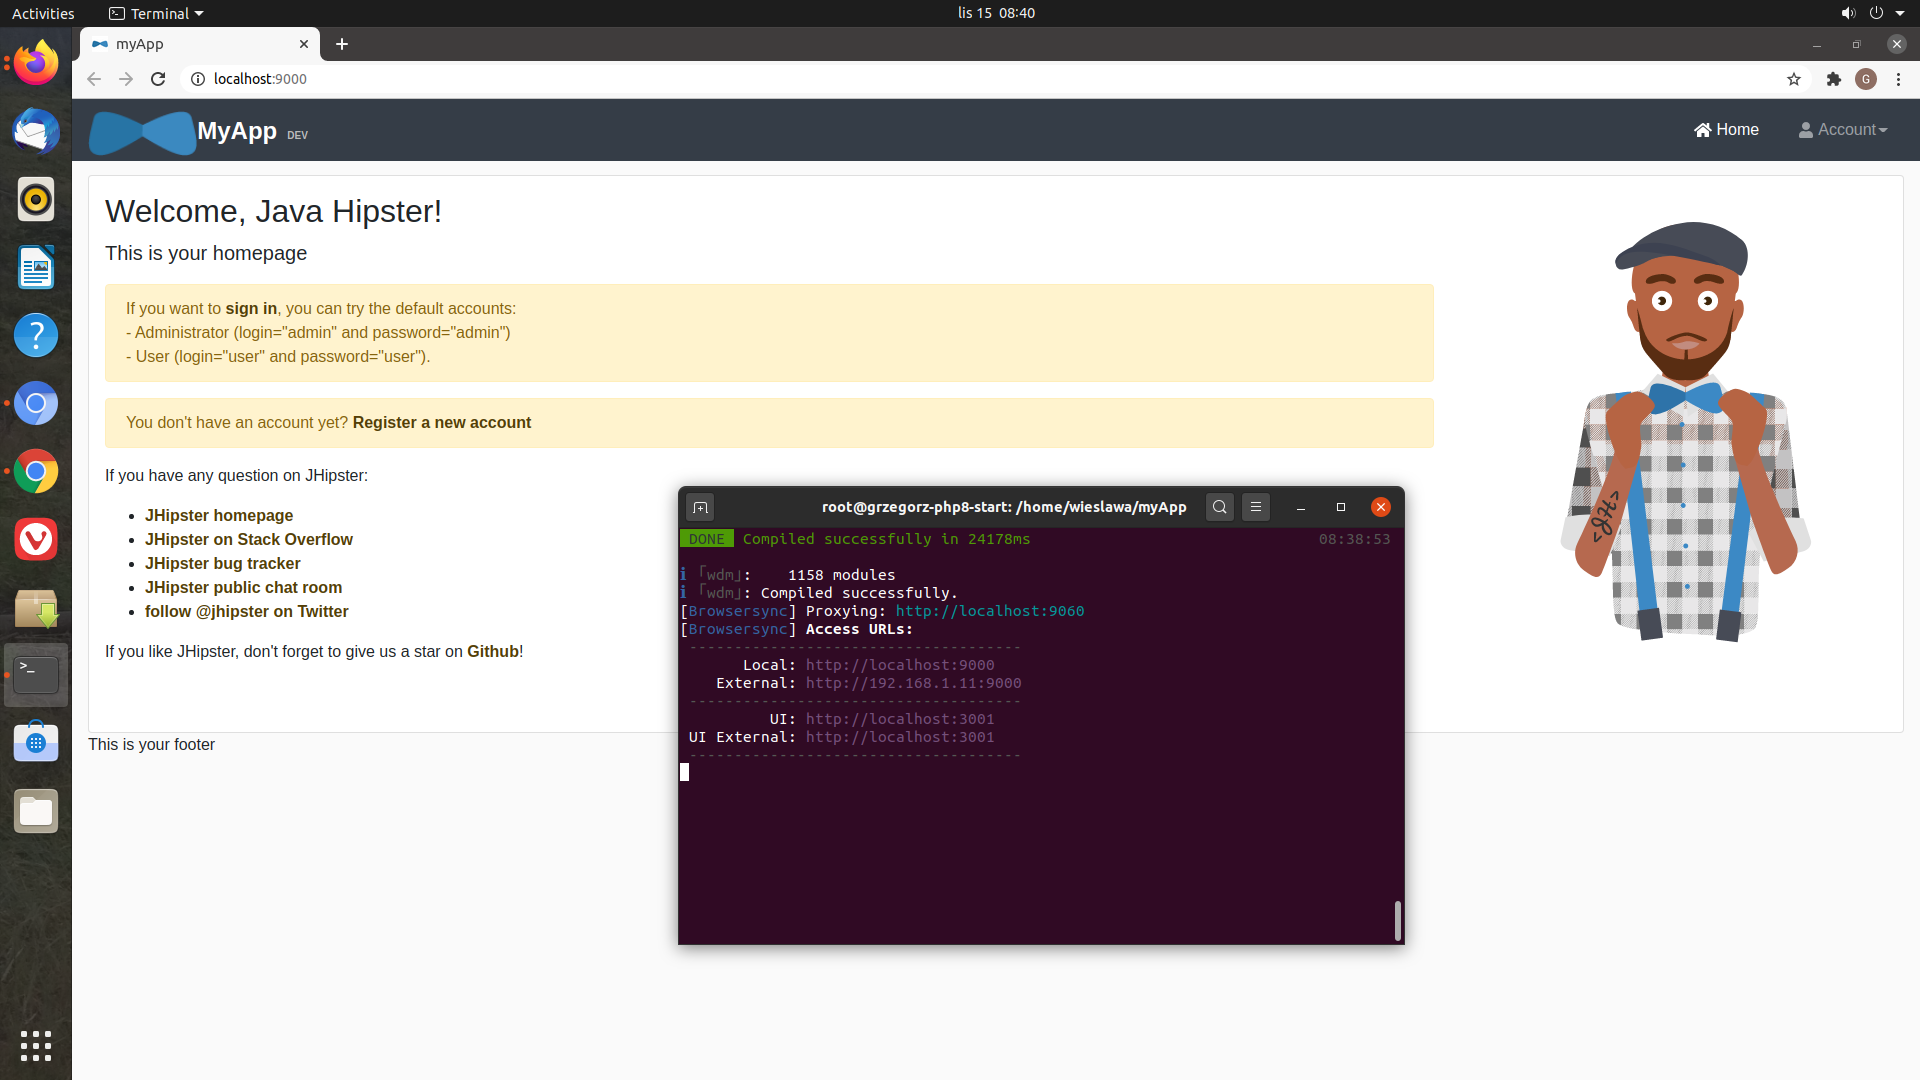 Activities
Terminal
lis 15 08:40
myApp
localhost:9000
G
MyApp DEV
Home
Account
Welcome, Java Hipster!
This is your homepage
If you want to sign in, you can try the default accounts:
- Administrator (login="admin" and password="admin")
- User (login="user" and password="user").
You don't have an account yet? Register a new account
If you have any question on JHipster:
JHipster homepage
JHipster on Stack Overflow
JHipster bug tracker
JHipster public chat room
follow @jhipster on Twitter
If you like JHipster, don't forget to give us a star on Github!
This is your footer
<JH>
root@grzegorz-php8-start: /home/wieslawa/myApp
DONE Compiled successfully in 24178ms 08:38:53
ℹ ｢wdm｣: 1158 modules
ℹ ｢wdm｣: Compiled successfully.
[Browsersync] Proxying: http://localhost:9060
[Browsersync] Access URLs:
--------------------------------------
Local: http://localhost:9000
External: http://192.168.1.11:9000
--------------------------------------
UI: http://localhost:3001
UI External: http://localhost:3001
--------------------------------------